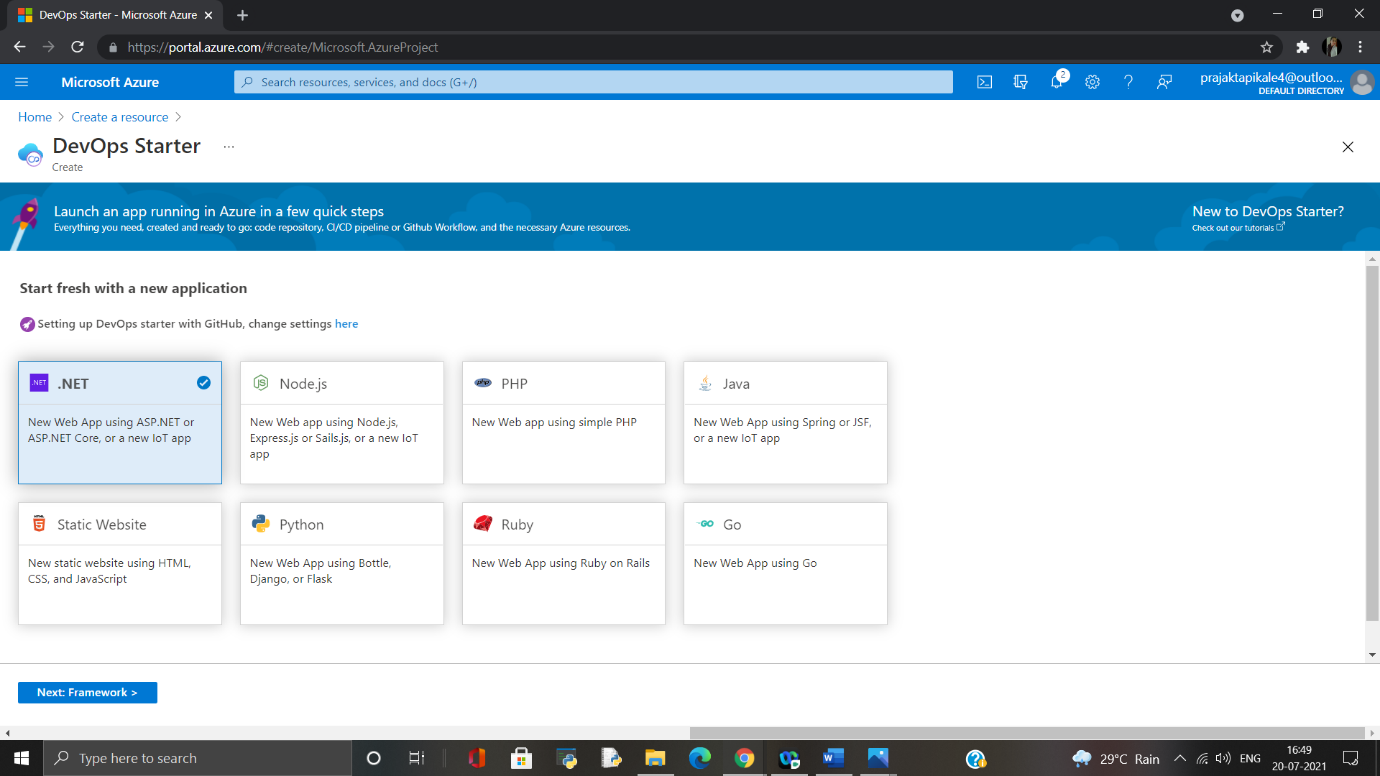 DevOps Starter - Microsoft Azure
https://portal.azure.com/#create/Microsoft.AzureProject
Microsoft Azure
Search resources, services, and docs (G+/)
2
prajaktapikale4@outloo...
DEFAULT DIRECTORY
Home > Create a resource >
DevOps Starter ...
Create
Launch an app running in Azure in a few quick steps
Everything you need, created and ready to go: code repository, CI/CD pipeline or Github Workflow, and the necessary Azure resources.
New to DevOps Starter?
Check out our tutorials
Start fresh with a new application
Setting up DevOps starter with GitHub, change settings here
.NET
.NET
New Web App using ASP.NET or
ASP.NET Core, or a new IoT app
Node.js
New Web app using Node.js,
Express.js or Sails.js, or a new IoT
app
php
PHP
New Web app using simple PHP
Java
New Web App using Spring or JSF,
or a new IoT app
Static Website
New static website using HTML,
CSS, and JavaScript
Python
New Web App using Bottle,
Django, or Flask
Ruby
New Web App using Ruby on Rails
GO
Go
New Web App using Go
Next: Framework >
Type here to search
29°C Rain
ENG
16:49
20-07-2021